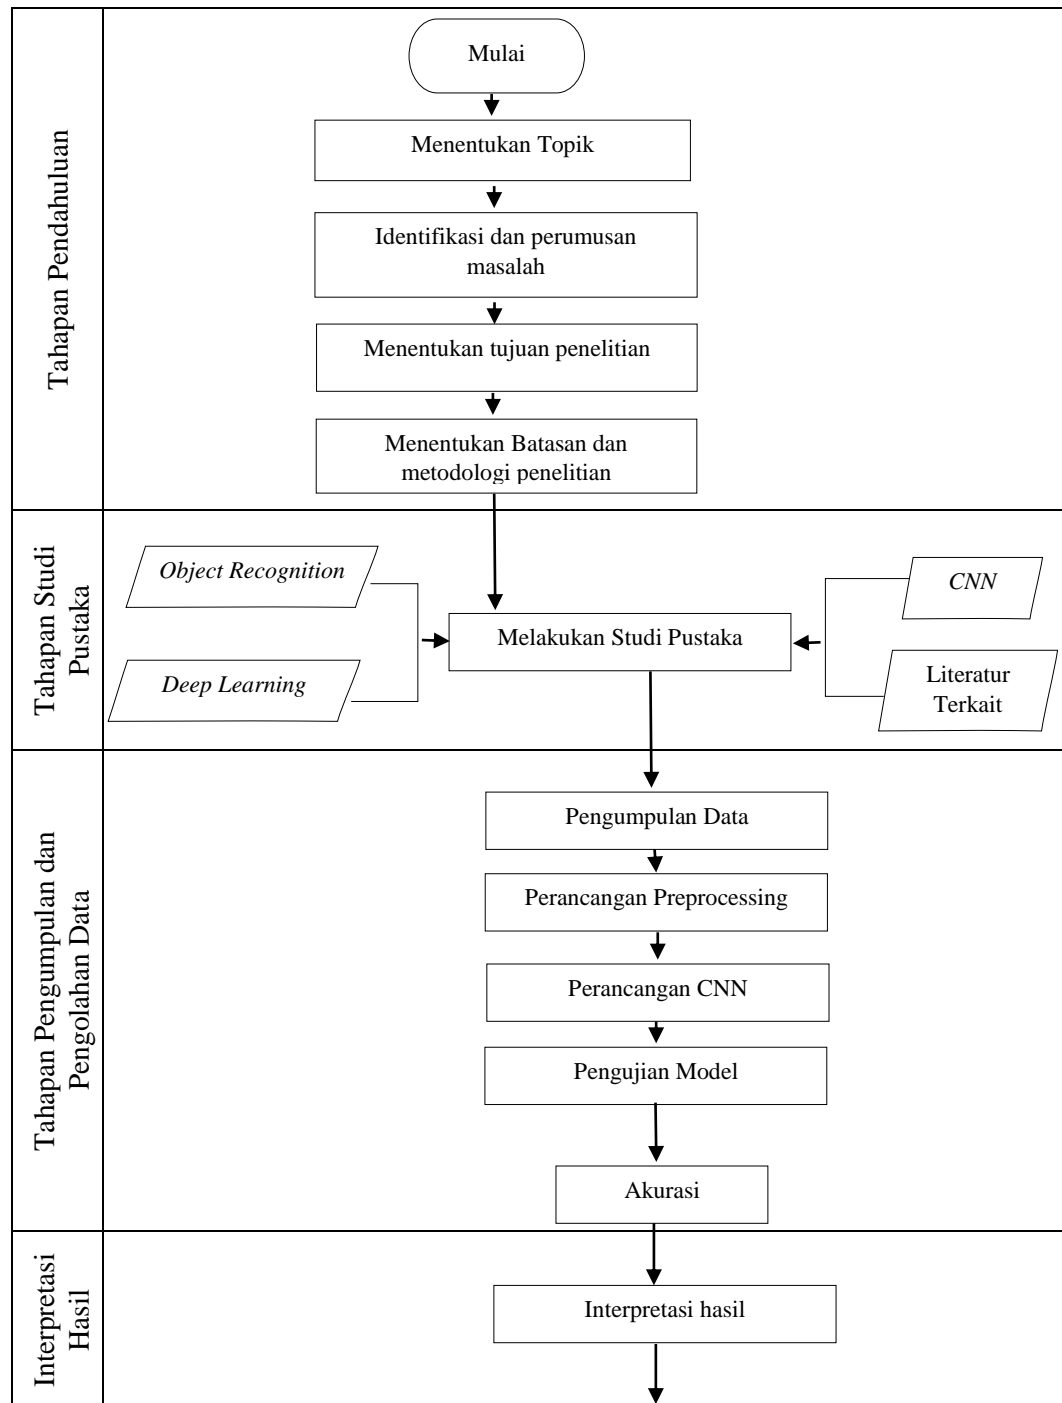 Tahapan Pendahuluan
Mulai
Menentukan Topik
Identifikasi dan perumusan
masalah
Menentukan tujuan penelitian
Menentukan Batasan dan
metodologi penelitian
Tahapan Studi
Pustaka
Object Recognition
Deep Learning
Melakukan Studi Pustaka
CNN
Literatur
Terkait
Tahapan Pengumpulan dan
Pengolahan Data
Pengumpulan Data
Perancangan Preprocessing
Perancangan CNN
Pengujian Model
Akurasi
Interpretasi
Hasil
Interpretasi hasil